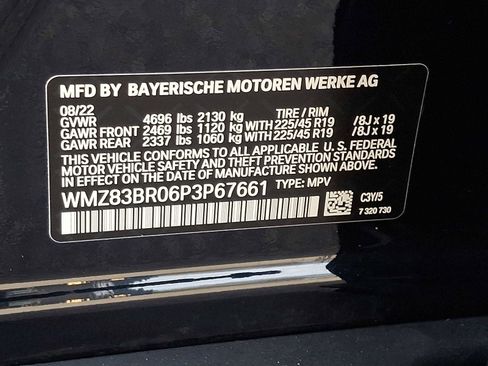 MFD BY BAYERISCHE MOTOREN WERKE AG
08/22
GVWR 4696 lbs 2130 kg TIRE / RIM
GAWR FRONT 2469 lbs 1120 kg WITH 225/45 R19 /8J x 19
GAWR REAR 2337 lbs 1060 kg WITH 225/45 R19 /8J x 19
THIS VEHICLE CONFORMS TO ALL APPLICABLE U.S. FEDERAL
MOTOR VEHICLE SAFETY AND THEFT PREVENTION STANDARDS
IN EFFECT ON THE DATE OF MANUFACTURE SHOWN ABOVE.
WMZ83BR06P3P67661 TYPE: MPV
C3Y/5
7 320 730